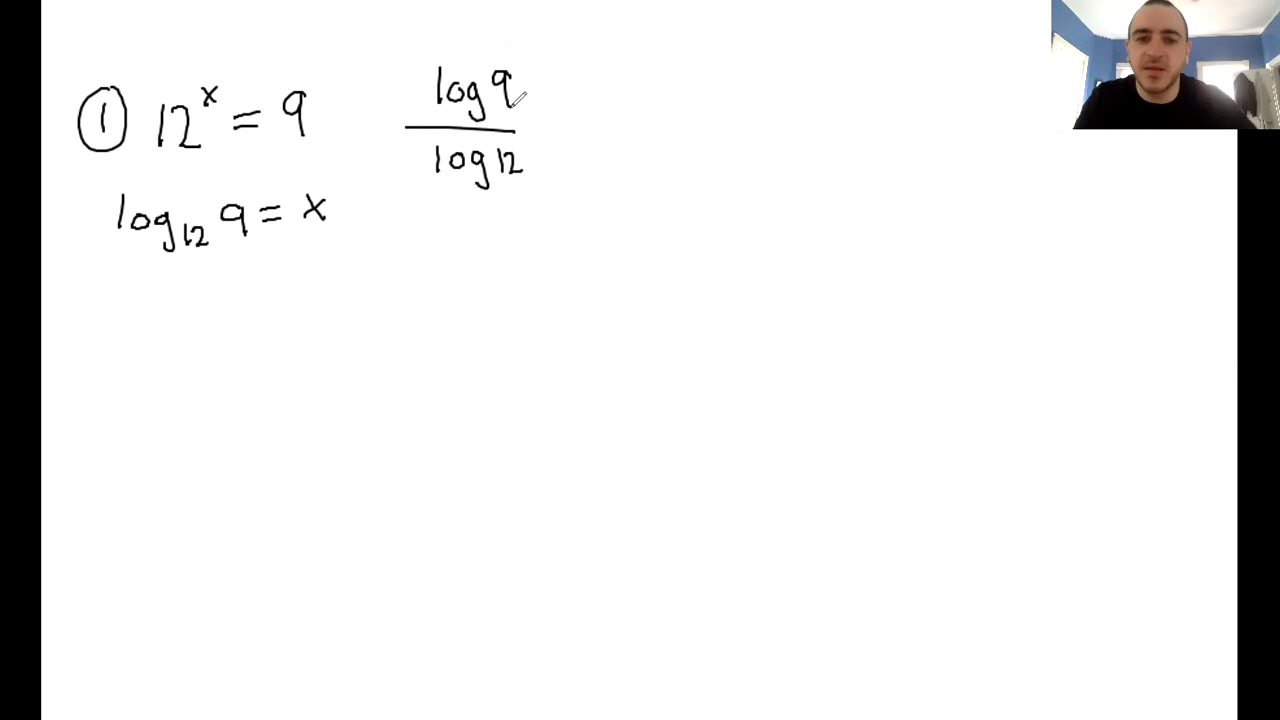 ① 12^x = 9
log₁₂ 9 = x
log 9
log 12